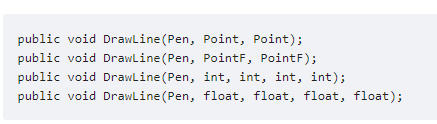 public void DrawLine(Pen, Point, Point);
public void DrawLine(Pen, PointF, PointF);
public void DrawLine(Pen, int, int, int, int);
public void DrawLine(Pen, float, float, float, float);